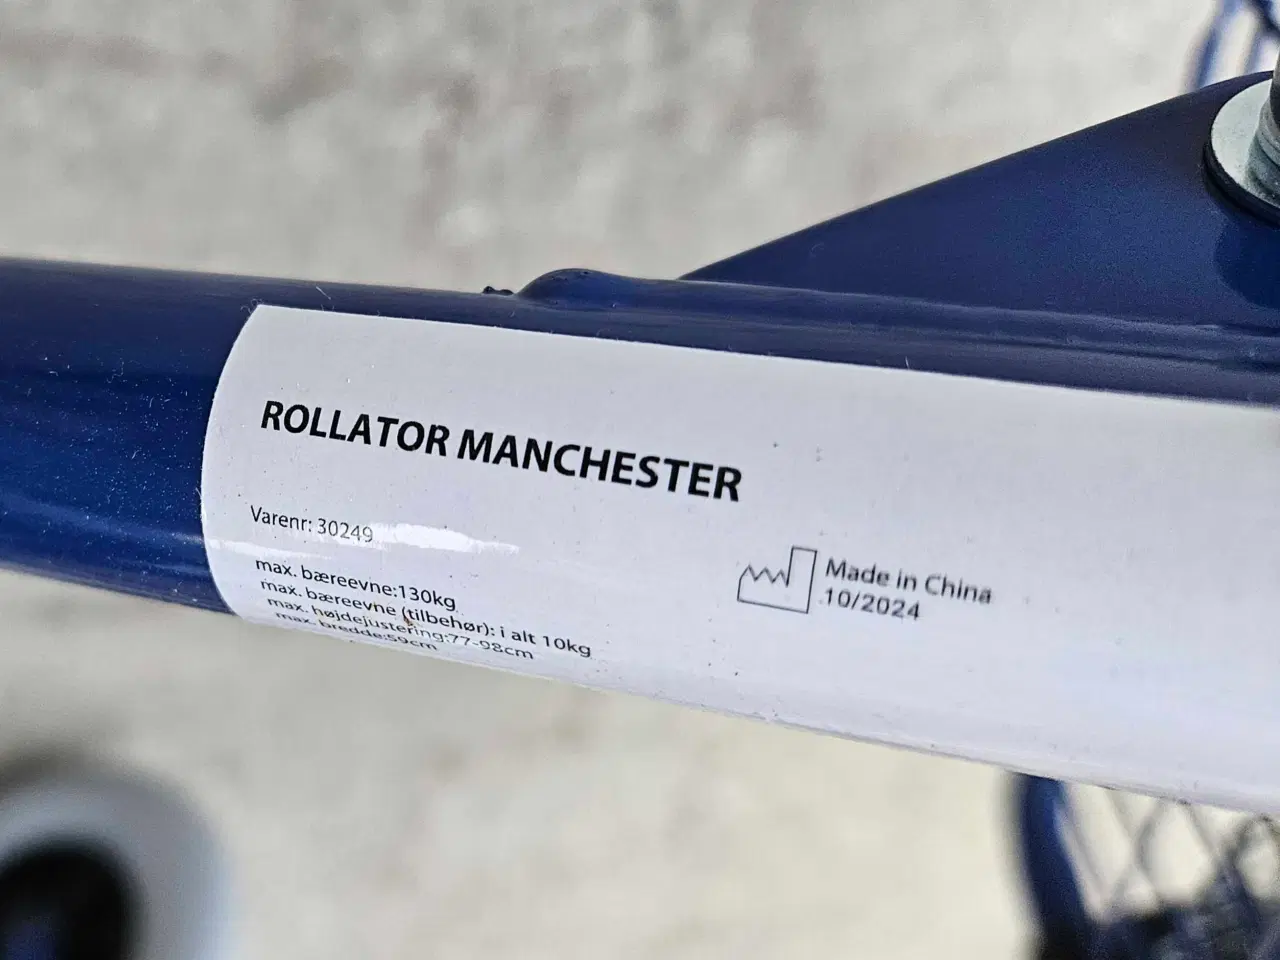 ROLLATOR MANCHESTER
Varenr: 30249
max. bæreevne:130kg
max. bæreevne (tilbehør): i alt 10kg
max. højdejustering:77-98cm
max. bredde:59cm
Made in China
10/2024